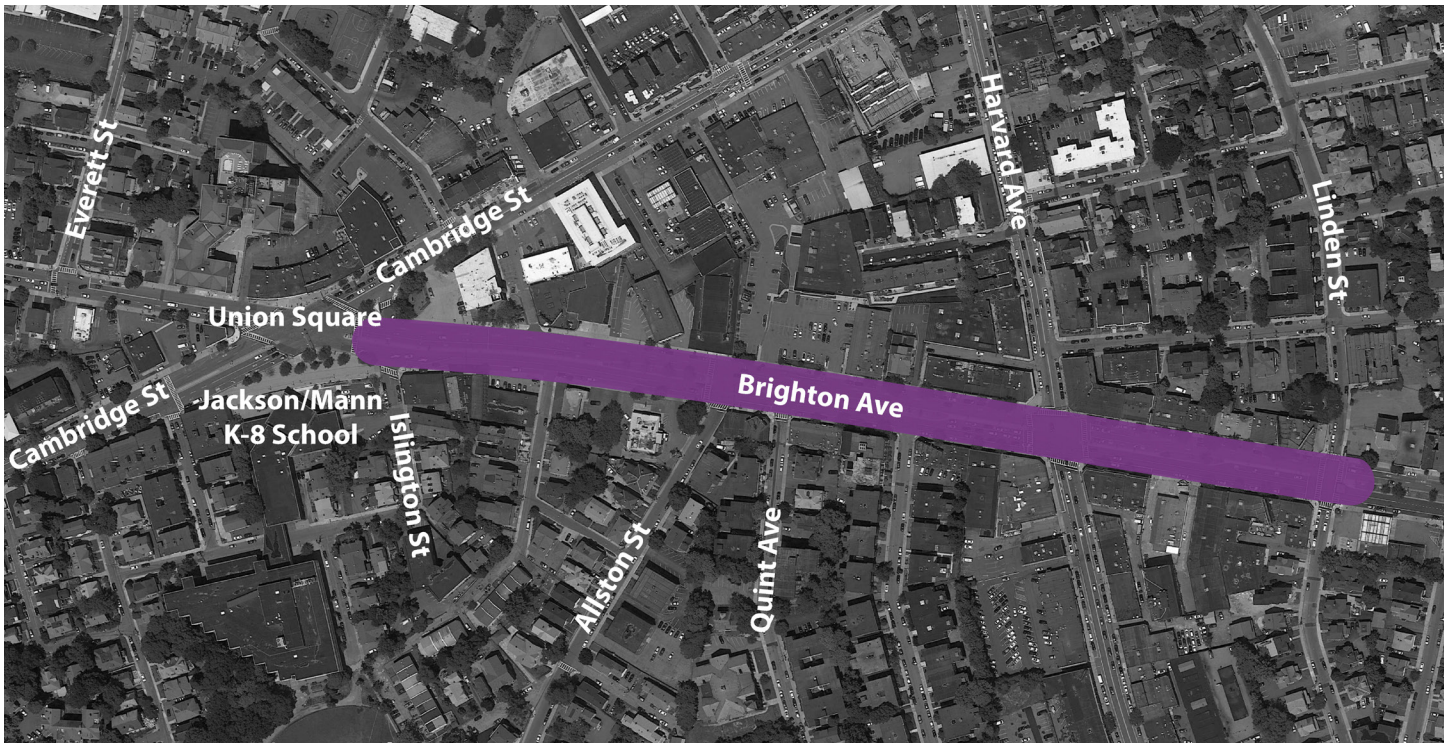 Everett St
Cambridge St
Harvard Ave
Linden St
Union Square
Brighton Ave
Cambridge St
Jackson/Mann
K-8 School
Islington St
Allston St
Quint Ave